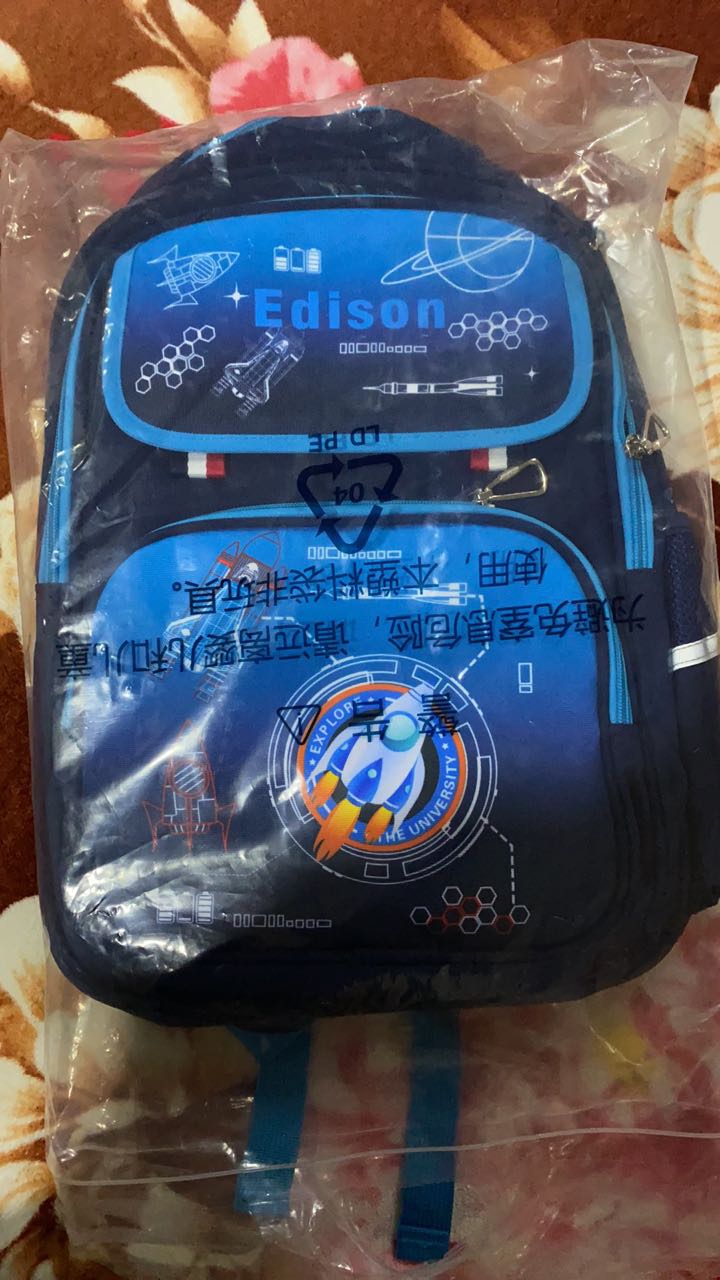 Edison
EXPLORE
THE UNIVERSITY
警告
为避免窒息危险，请远离婴儿和儿童
使用，本塑料袋非玩具。
04
LD PE